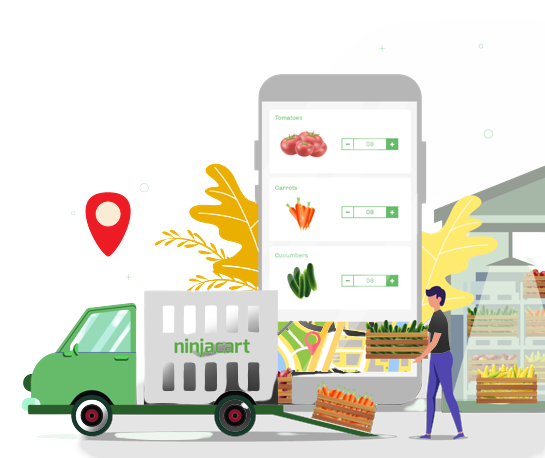 Tomatoes
− 08 +
Carrots
− 08 +
Cucumbers
− 08 +
ninjacart